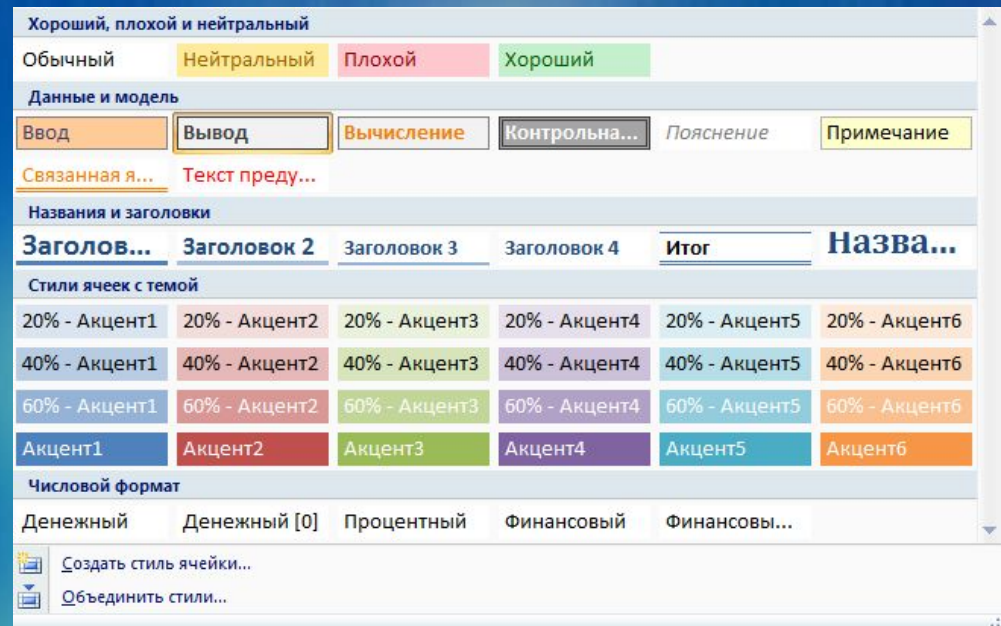 Хороший, плохой и нейтральный
Обычный Нейтральный Плохой Хороший
Данные и модель
Ввод Вывод Вычисление Контрольна... Пояснение Примечание
Связанная я... Текст преду...
Названия и заголовки
Заголов... Заголовок 2 Заголовок 3 Заголовок 4 Итог Назва...
Стили ячеек с темой
20% - Акцент1 20% - Акцент2 20% - Акцент3 20% - Акцент4 20% - Акцент5 20% - Акцент6
40% - Акцент1 40% - Акцент2 40% - Акцент3 40% - Акцент4 40% - Акцент5 40% - Акцент6
60% - Акцент1 60% - Акцент2 60% - Акцент3 60% - Акцент4 60% - Акцент5 60% - Акцент6
Акцент1 Акцент2 Акцент3 Акцент4 Акцент5 Акцент6
Числовой формат
Денежный Денежный [0] Процентный Финансовый Финансовы...
Создать стиль ячейки...
Объединить стили...